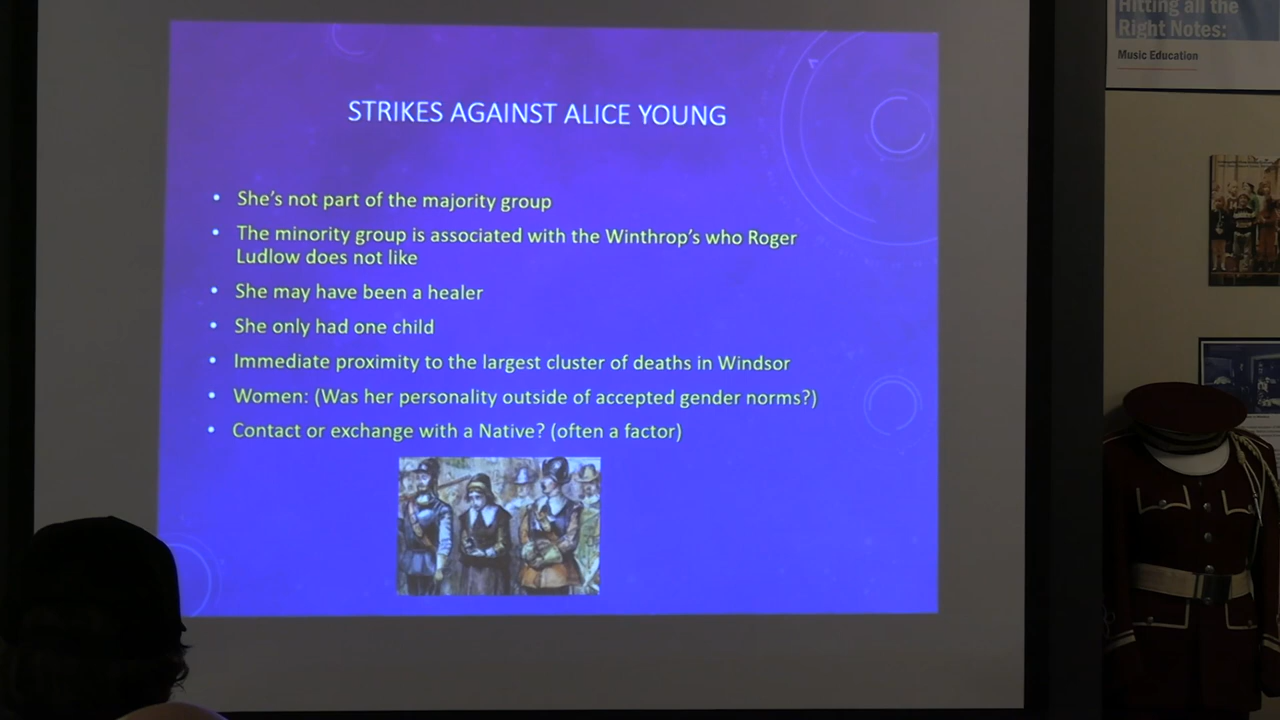 Hitting all the
Right Notes:
Music Education
STRIKES AGAINST ALICE YOUNG
• She's not part of the majority group
• The minority group is associated with the Winthrop's who Roger
Ludlow does not like
• She may have been a healer
• She only had one child
• Immediate proximity to the largest cluster of deaths in Windsor
• Women: (Was her personality outside of accepted gender norms?)
• Contact or exchange with a Native? (often a factor)